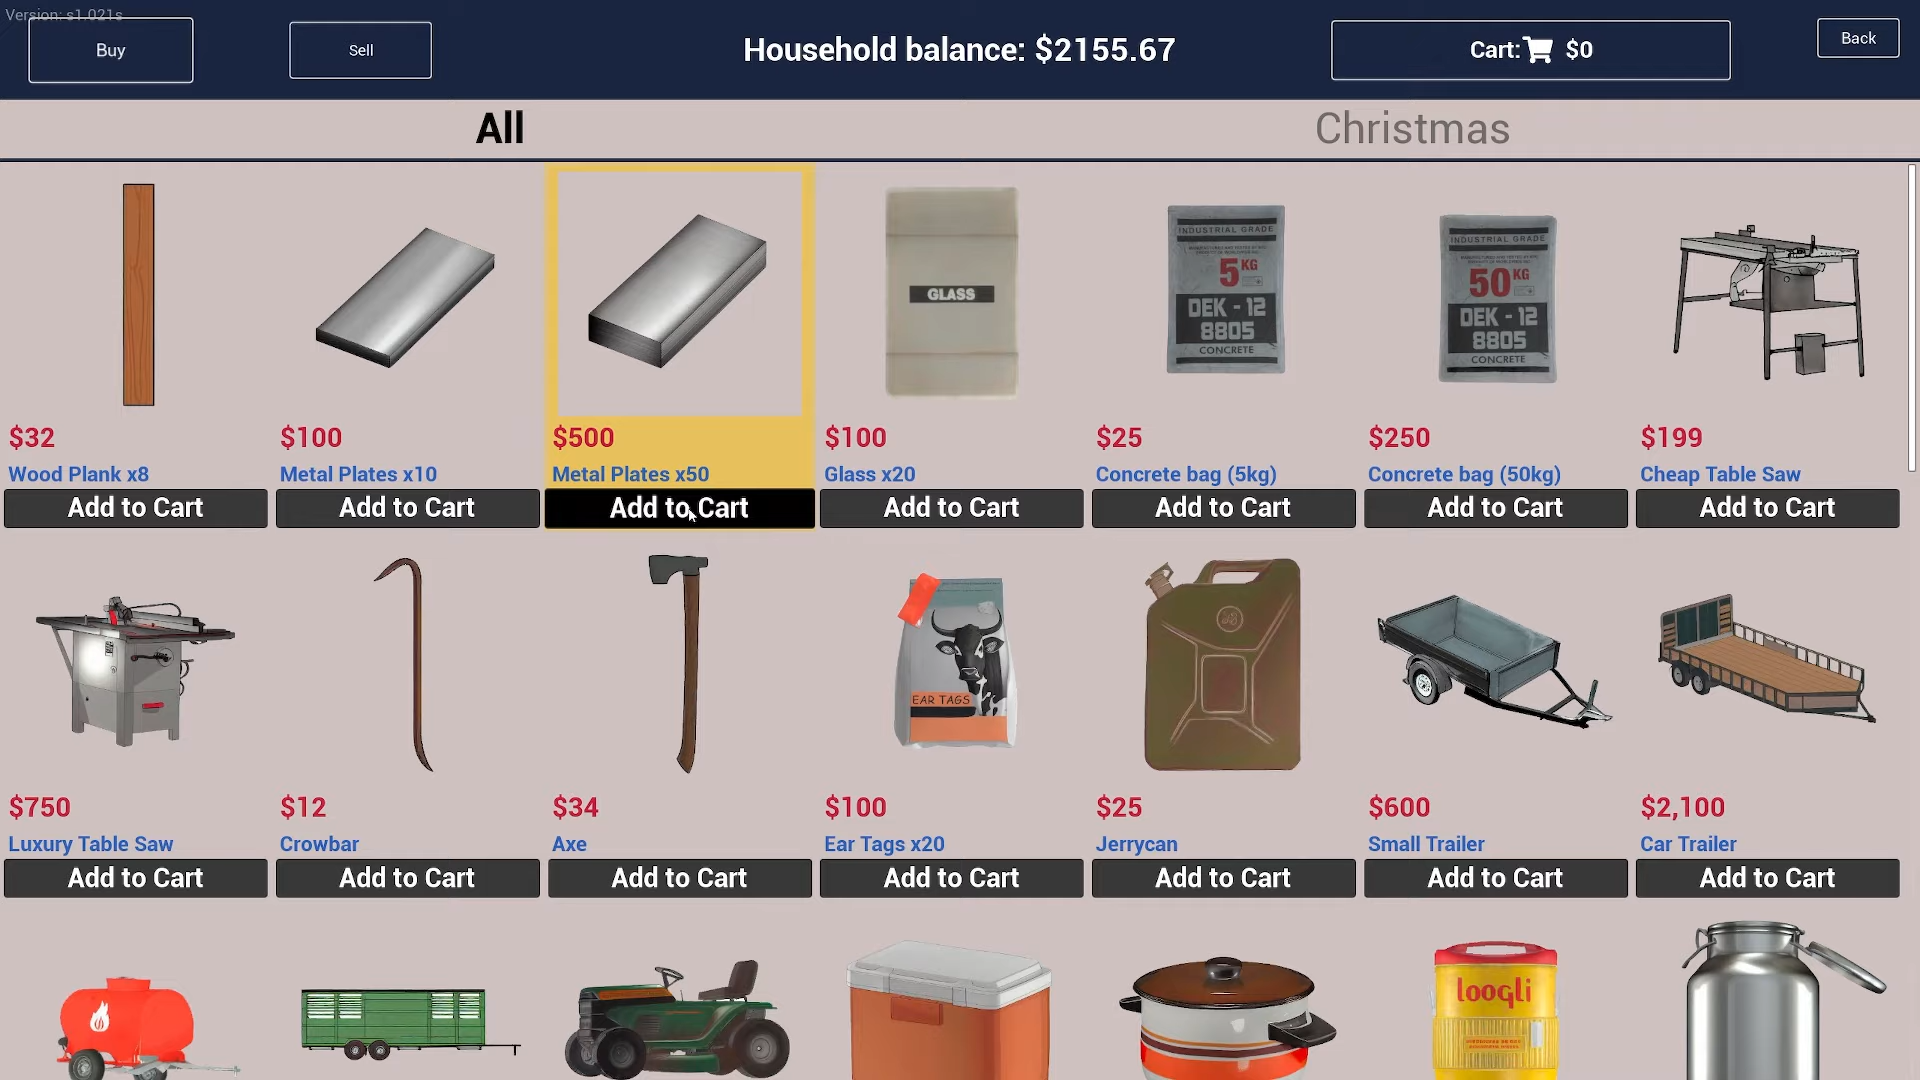 Version: s1.021s
Buy
Sell
Household balance: $2155.67
Cart: $0
Back
All
Christmas
GLASS
INDUSTRIAL GRADE
5 KG
DEK - 12
8805
CONCRETE
INDUSTRIAL GRADE
50 KG
DEK - 12
8805
CONCRETE
$32
$100
$500
$100
$25
$250
$199
Wood Plank x8
Metal Plates x10
Metal Plates x50
Glass x20
Concrete bag (5kg)
Concrete bag (50kg)
Cheap Table Saw
Add to Cart
Add to Cart
Add to Cart
Add to Cart
Add to Cart
Add to Cart
Add to Cart
EAR TAGS
$750
$12
$34
$100
$25
$600
$2,100
Luxury Table Saw
Crowbar
Axe
Ear Tags x20
Jerrycan
Small Trailer
Car Trailer
Add to Cart
Add to Cart
Add to Cart
Add to Cart
Add to Cart
Add to Cart
Add to Cart
loogli